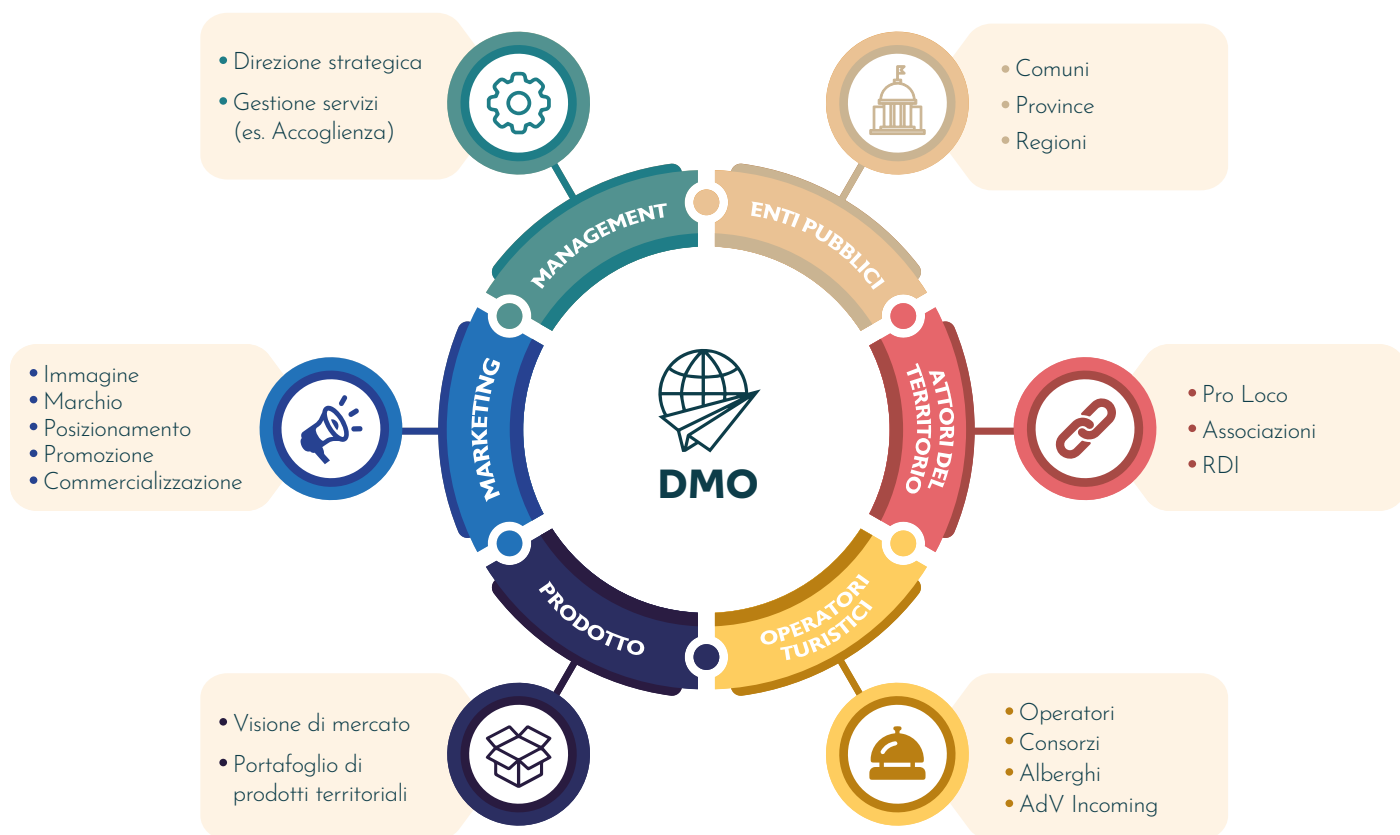 Direzione strategica
Gestione servizi
(es. Accoglienza)
MANAGEMENT
Comuni
Province
Regioni
ENTI PUBBLICI
Immagine
Marchio
Posizionamento
Promozione
Commercializzazione
MARKETING
DMO
ATTORI DEL
TERRITORIO
Pro Loco
Associazioni
RDI
Visione di mercato
Portafoglio di
prodotti territoriali
PRODOTTO
OPERATORI
TURISTICI
Operatori
Consorzi
Alberghi
AdV Incoming